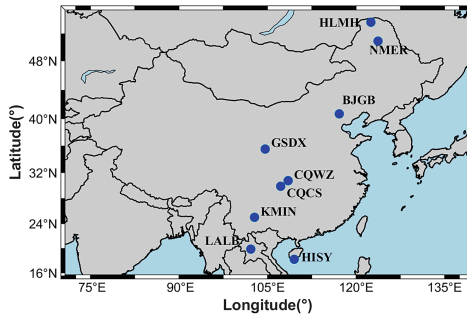 HLMH
NMER
48°N
BJGB
40°N
GSDX
32°N
CQWZ
CQCS
KMIN
24°N
LALB
HISY
16°N
75°E
90°E
105°E
122°E
135°E
Latitude(°)
Longitude(°)